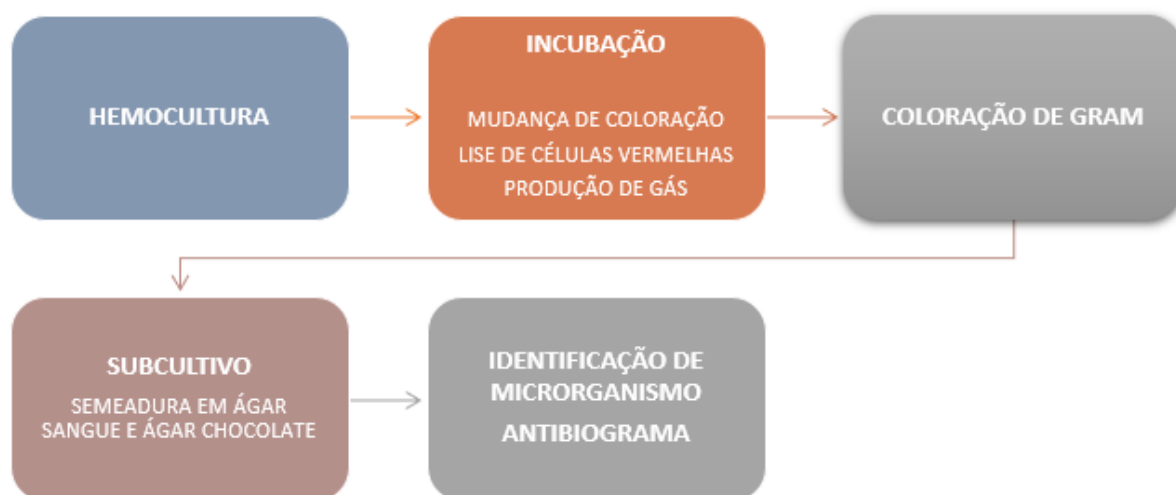 HEMOCULTURA
INCUBAÇÃO
MUDANÇA DE COLORAÇÃO
LISE DE CÉLULAS VERMELHAS
PRODUÇÃO DE GÁS
COLORAÇÃO DE GRAM
SUBCULTIVO
SEMEADURA EM ÁGAR
SANGUE E ÁGAR CHOCOLATE
IDENTIFICAÇÃO DE
MICRORGANISMO
ANTIBIOGRAMA